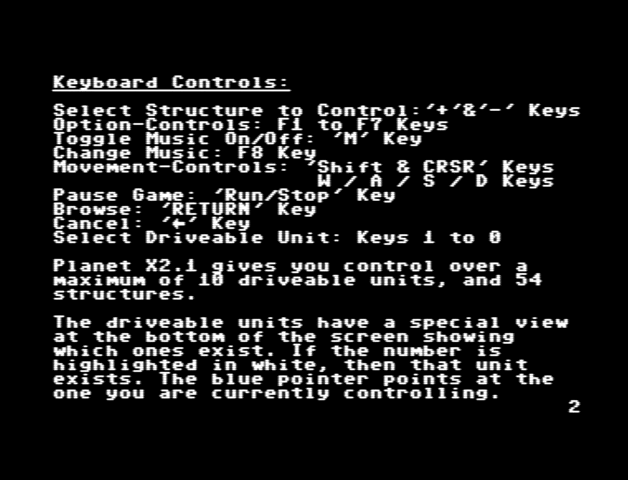 Keyboard Controls:
Select Structure to Control:'+'&'-' Keys
Option-Controls: F1 to F7 Keys
Toggle Music On/Off: 'M' Key
Change Music: F8 Key
Movement-Controls: 'Shift & CRSR' Keys
W / A / S / D Keys
Pause Game: 'Run/Stop' Key
Browse: 'RETURN' Key
Cancel: '←' Key
Select Driveable Unit: Keys 1 to 0
Planet X2.1 gives you control over a
maximum of 10 driveable units, and 54
structures.
The driveable units have a special view
at the bottom of the screen showing
which ones exist. If the number is
highlighted in white, then that unit
exists. The blue pointer points at the
one you are currently controlling.
2